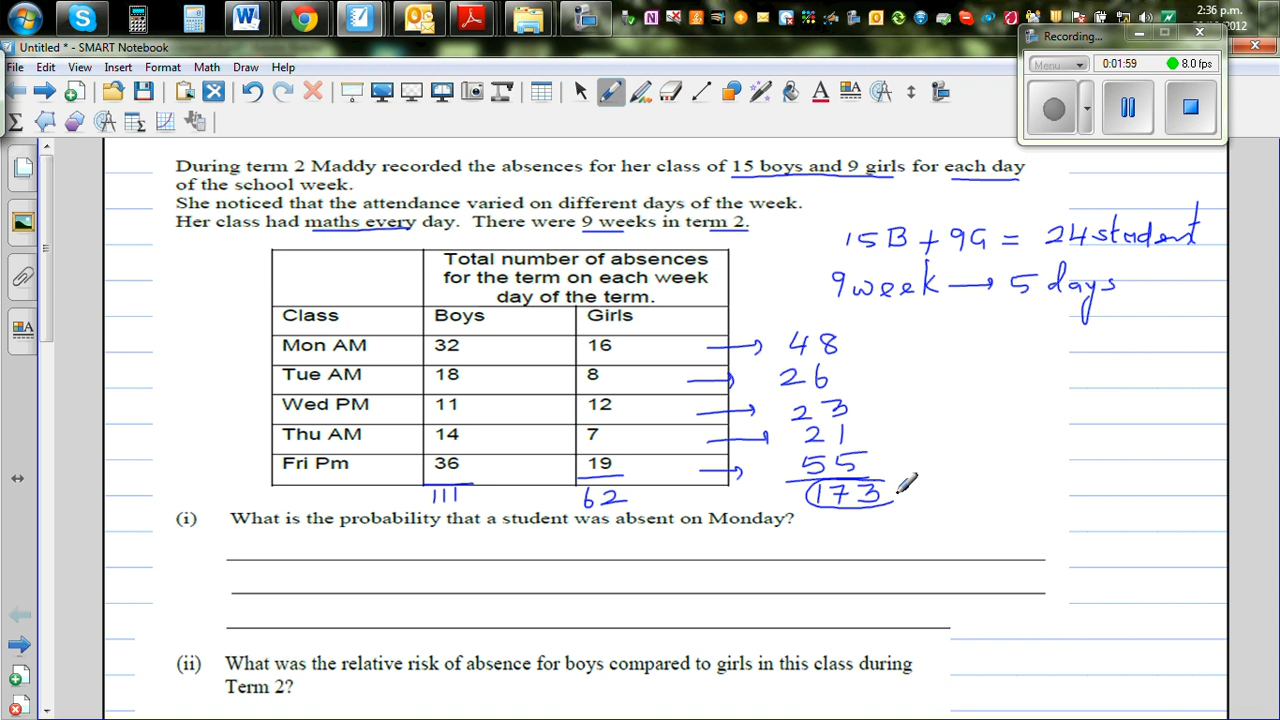 2:36 p.m.
Untitled * - SMART Notebook
Recording...
File Edit View Insert Format Math Draw Help
Menu 0:01:59 8.0 fps
During term 2 Maddy recorded the absences for her class of 15 boys and 9 girls for each day
of the school week.
She noticed that the attendance varied on different days of the week.
Her class had maths every day. There were 9 weeks in term 2.
15B + 9G = 24 student
9 week → 5 days
Total number of absences
for the term on each week
day of the term.
Class Boys Girls
Mon AM 32 16 → 48
Tue AM 18 8 → 26
Wed PM 11 12 → 23
Thu AM 14 7 → 21
Fri Pm 36 19 → 55
111 62 173
(i) What is the probability that a student was absent on Monday?
(ii) What was the relative risk of absence for boys compared to girls in this class during
Term 2?